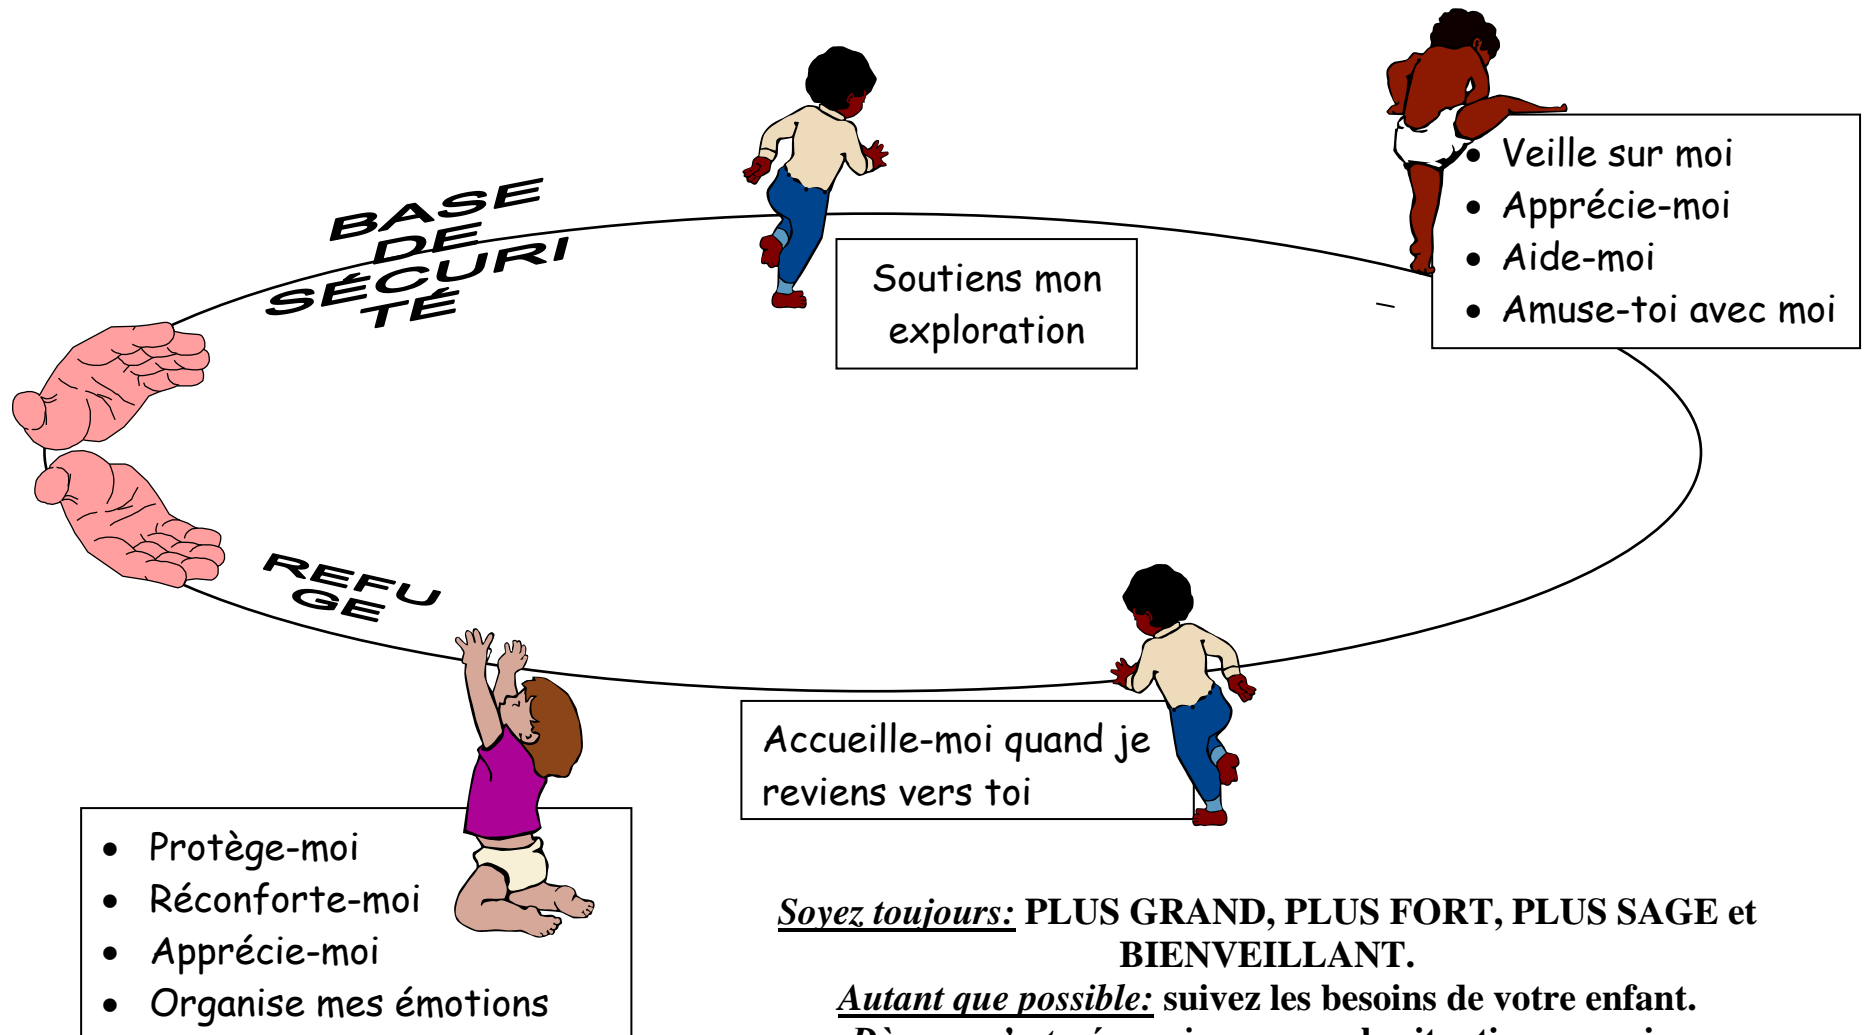 BASE
DE
SÉCURI
TÉ
Soutiens mon
exploration
• Veille sur moi
• Apprécie-moi
• Aide-moi
• Amuse-toi avec moi
REFU
GE
Accueille-moi quand je
reviens vers toi
• Protège-moi
• Réconforte-moi
• Apprécie-moi
• Organise mes émotions
Soyez toujours: PLUS GRAND, PLUS FORT, PLUS SAGE et
BIENVEILLANT.
Autant que possible: suivez les besoins de votre enfant.